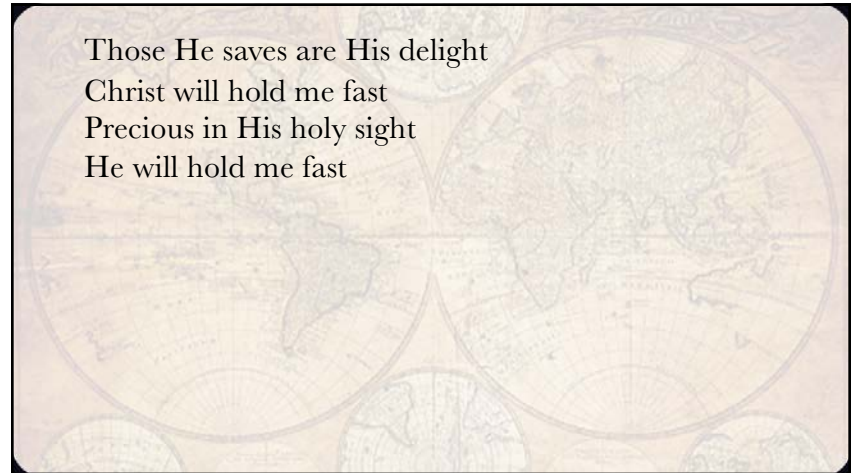 Those He saves are His delight
Christ will hold me fast
Precious in His holy sight
He will hold me fast